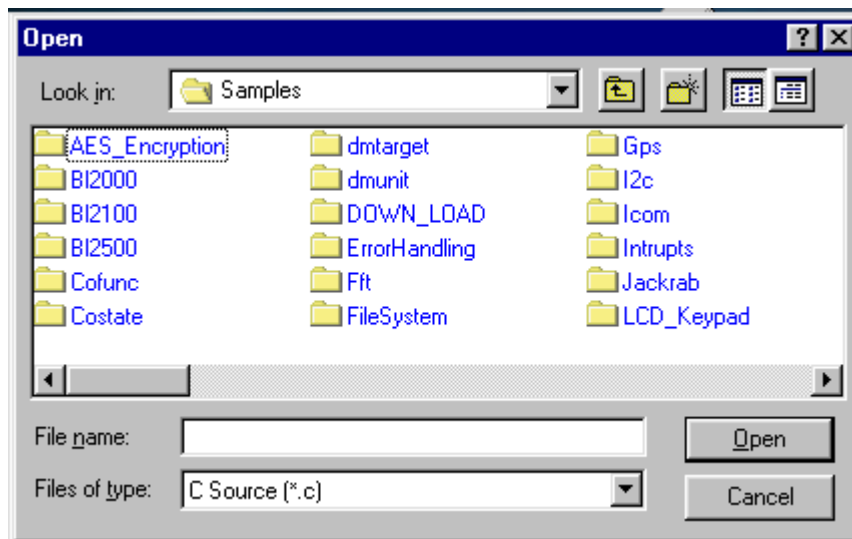 Open
Look in: Samples
AES_Encryption dmtarget Gps
BI2000 dmunit I2c
BI2100 DOWN_LOAD Icom
BI2500 ErrorHandling Intrupts
Cofunc Fft Jackrab
Costate FileSystem LCD_Keypad
File name: Open
Files of type: C Source (*.c) Cancel